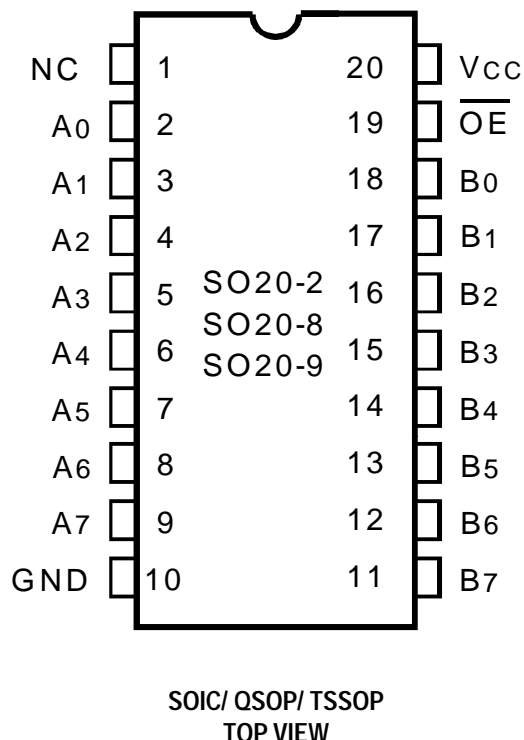 NC 1 20 VCC
A0 2 19 OE
A1 3 18 B0
A2 4 17 B1
A3 5 SO20-2 16 B2
SO20-8
A4 6 15 B3
SO20-9
A5 7 14 B4
A6 8 13 B5
A7 9 12 B6
GND 10 11 B7
SOIC/ QSOP/ TSSOP
TOP VIEW